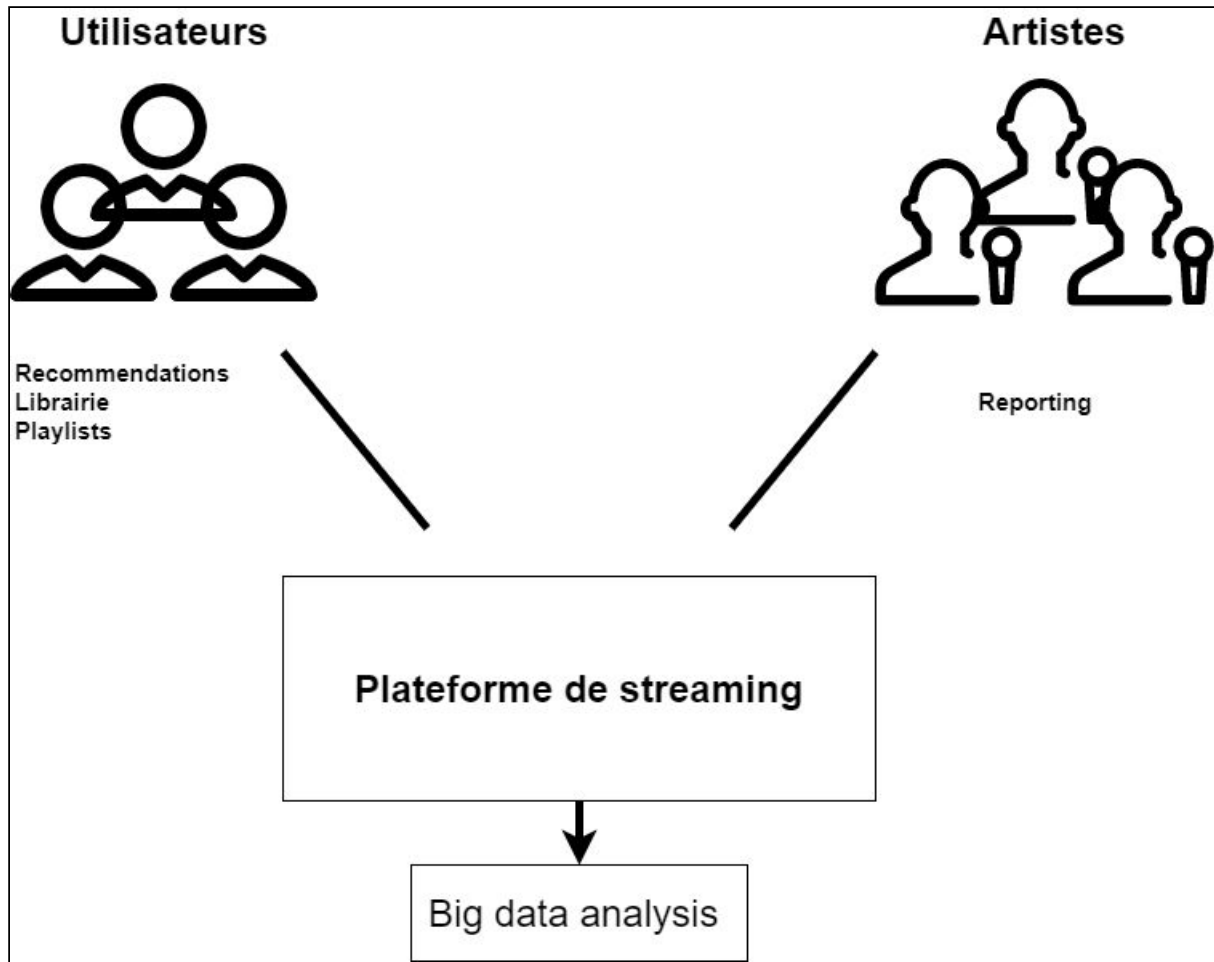 Utilisateurs
Artistes
Recommendations
Librairie
Playlists
Reporting
Plateforme de streaming
Big data analysis